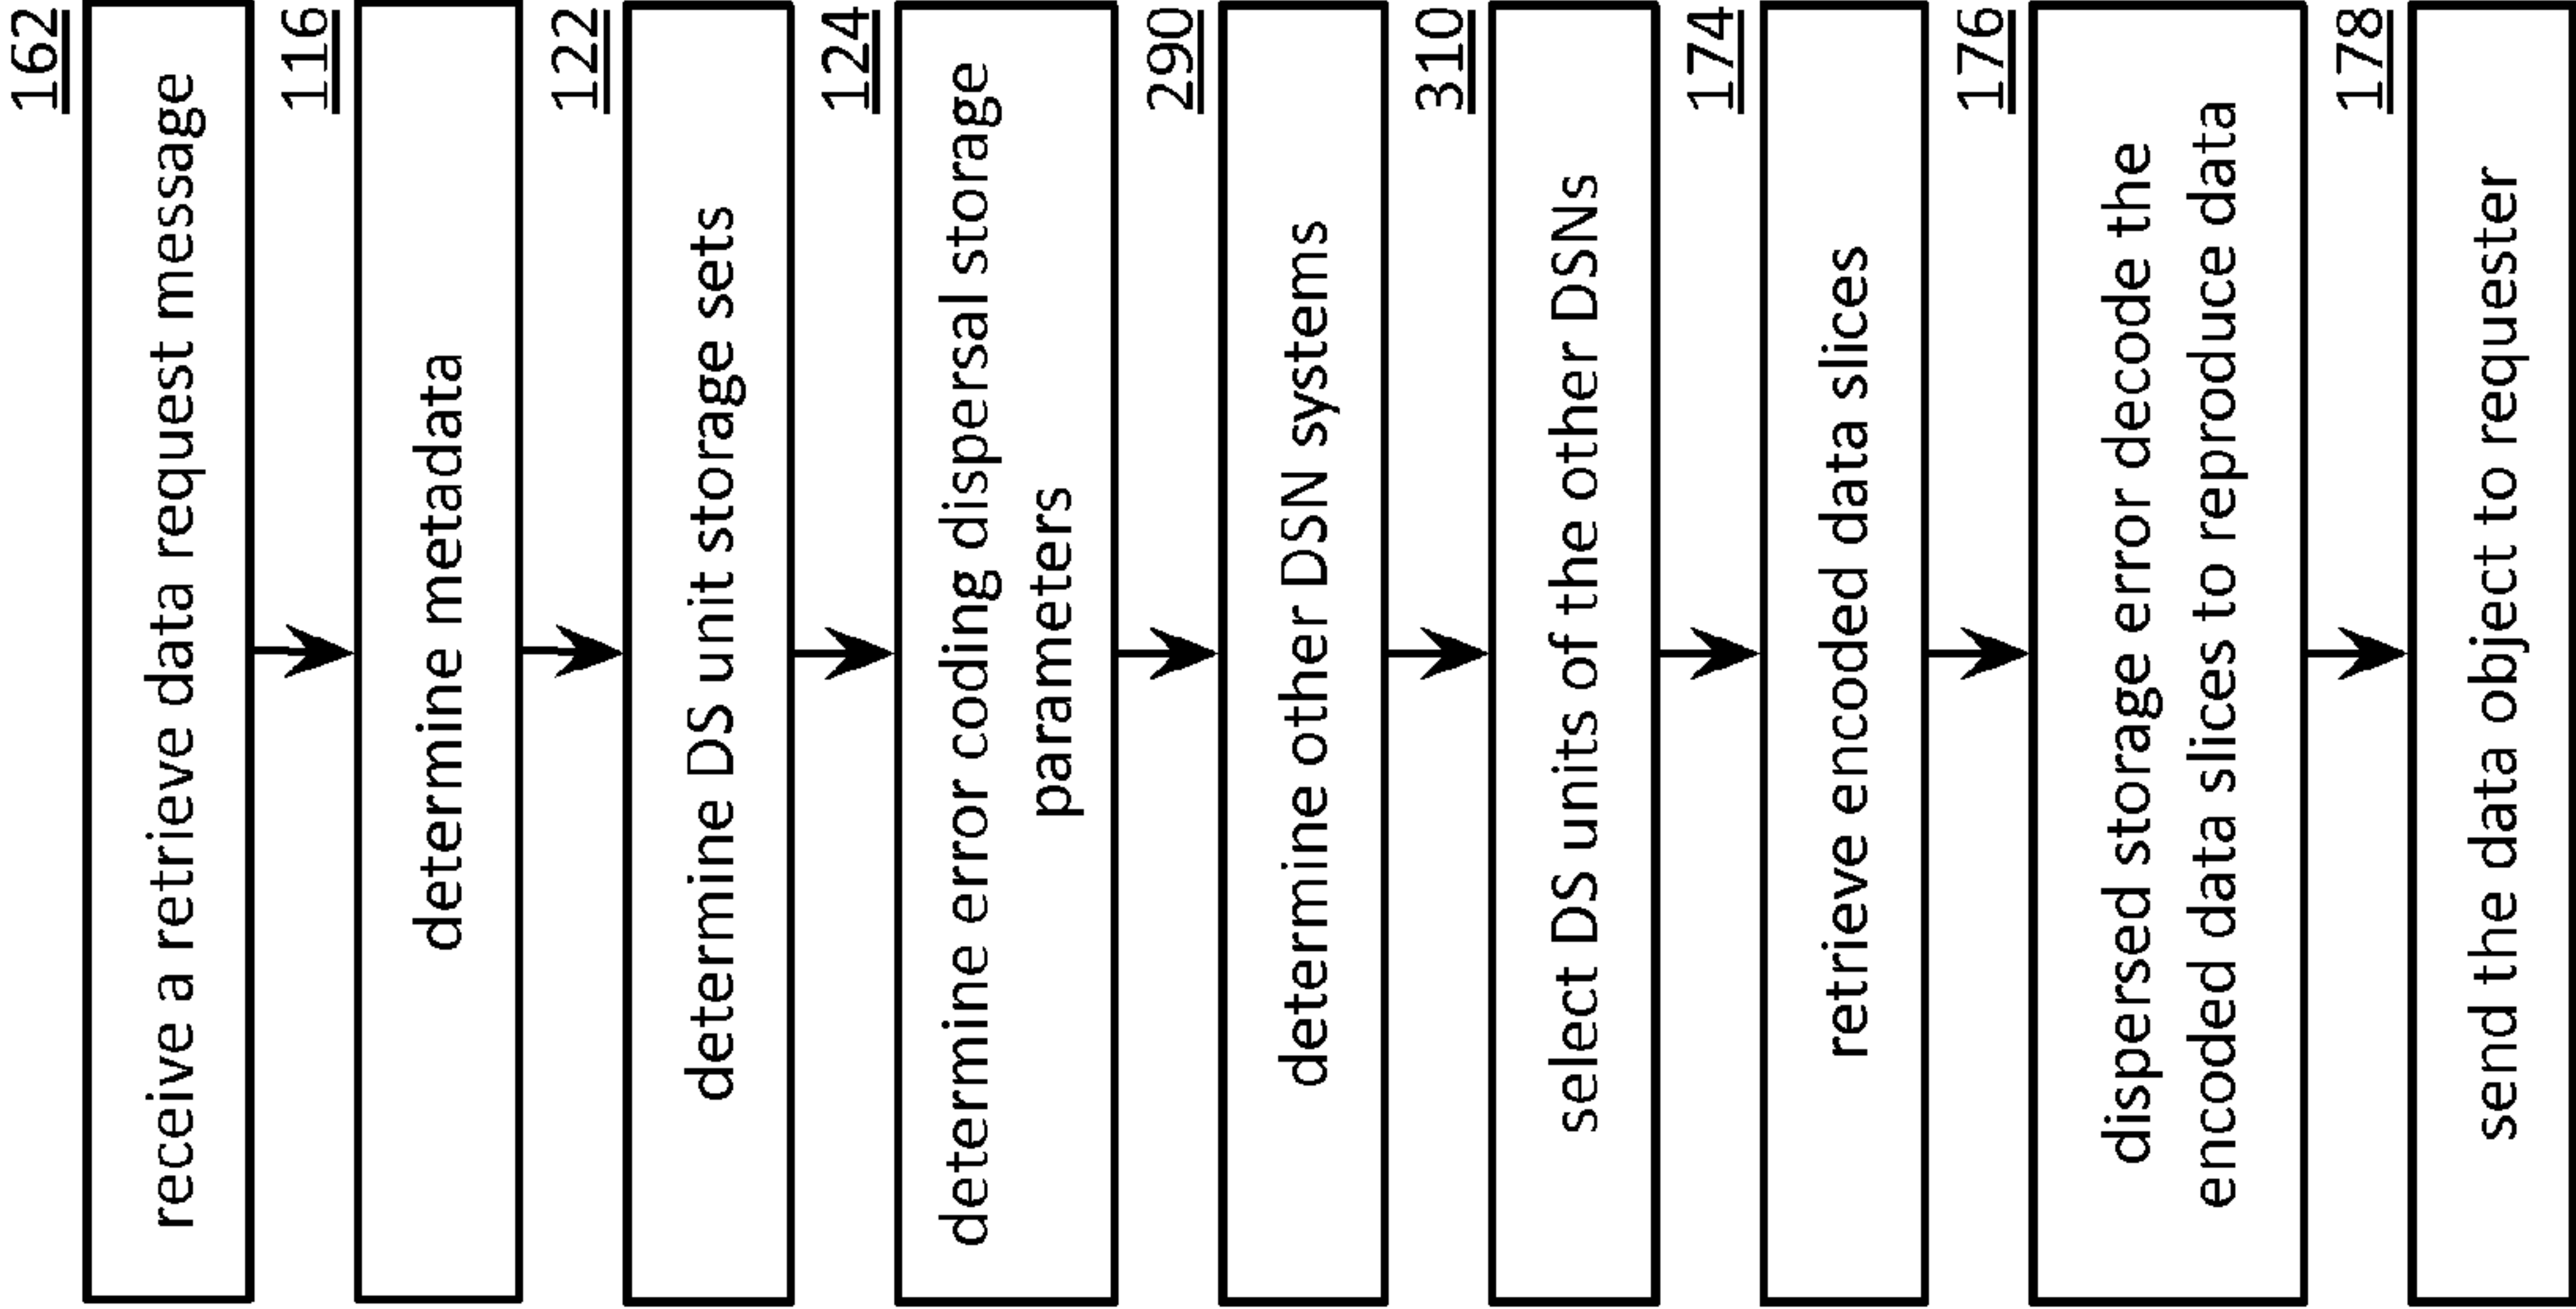 162
receive a retrieve data request message
116
determine metadata
122
determine DS unit storage sets
124
determine error coding dispersal storage
parameters
290
determine other DSN systems
310
select DS units of the other DSNs
174
retrieve encoded data slices
176
dispersed storage error decode the
encoded data slices to reproduce data
178
send the data object to requester